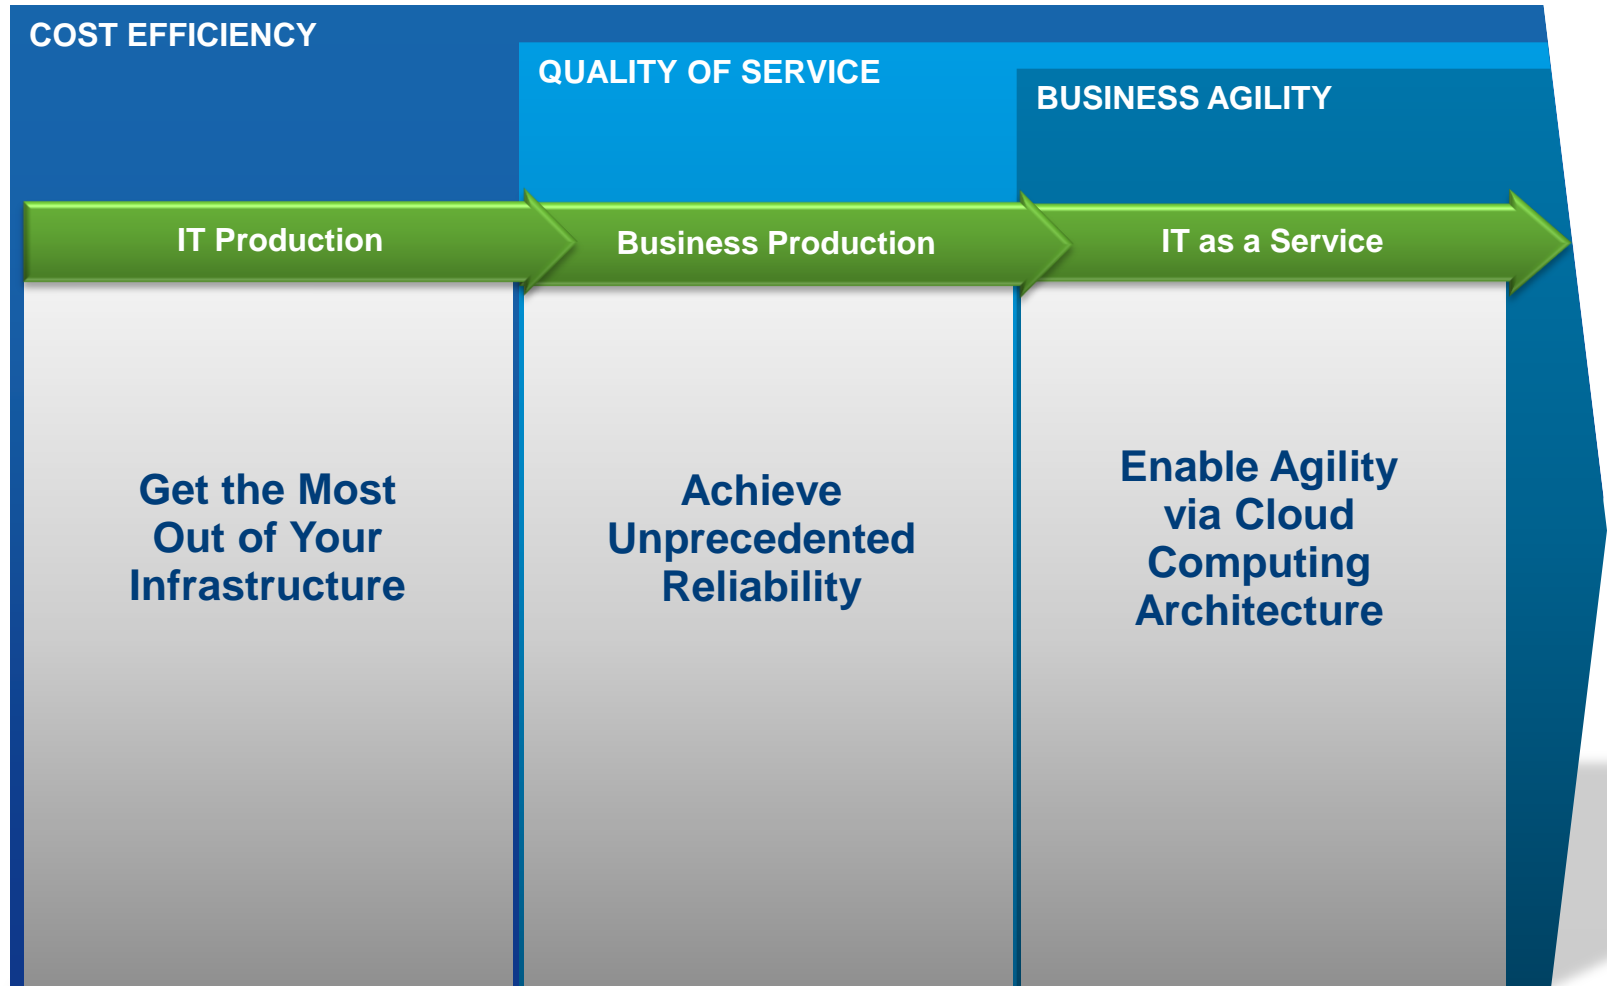 COST EFFICIENCY
QUALITY OF SERVICE
BUSINESS AGILITY
IT Production
Business Production
IT as a Service
Get the Most
Out of Your
Infrastructure
Achieve
Unprecedented
Reliability
Enable Agility
via Cloud
Computing
Architecture